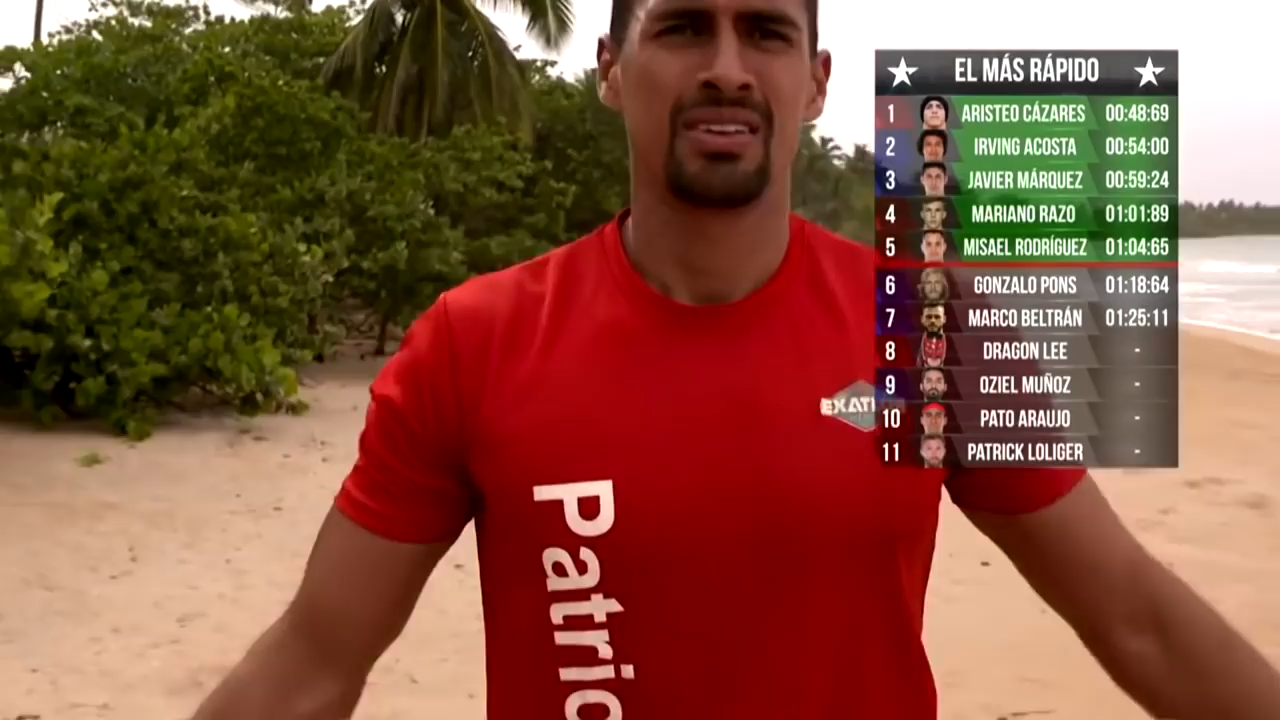 EL MÁS RÁPIDO
1 ARISTEO CÁZARES 00:48:69
2 IRVING ACOSTA 00:54:00
3 JAVIER MÁRQUEZ 00:59:24
4 MARIANO RAZO 01:01:89
5 MISAEL RODRÍGUEZ 01:04:65
6 GONZALO PONS 01:18:64
7 MARCO BELTRÁN 01:25:11
8 DRAGON LEE -
9 OZIEL MUÑOZ -
10 PATO ARAUJO -
11 PATRICK LOLIGER -
EXATL
Patric